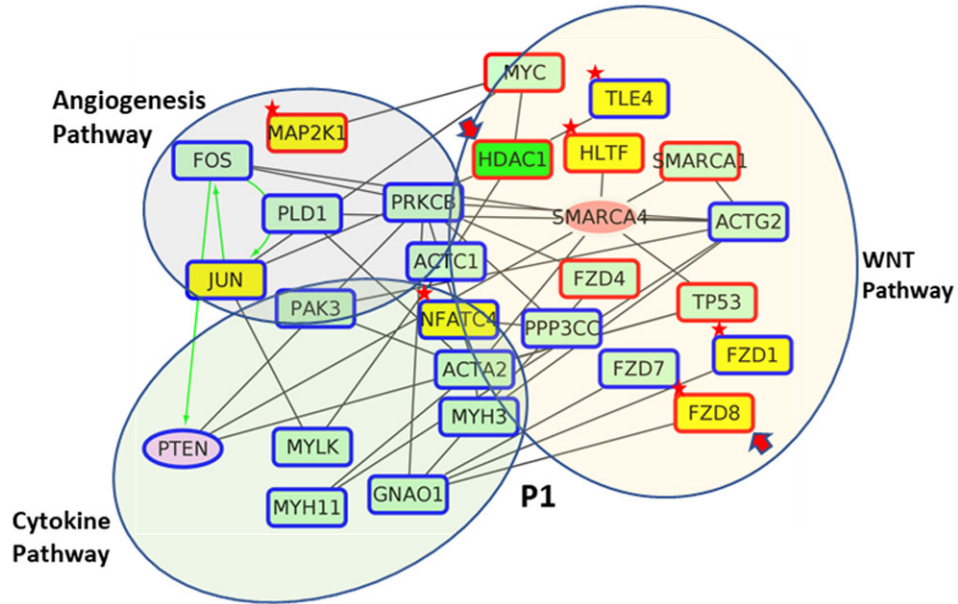 MYC
TLE4
Angiogenesis
Pathway
MAP2K1
HDAC1
HLTF
SMARCA1
FOS
PLD1
PRKCB
SMARCA4
ACTG2
WNT
Pathway
JUN
ACTC1
FZD4
PAK3
NFATC4
PPP3CC
TP53
FZD1
ACTA2
FZD7
MYH3
FZD8
PTEN
MYLK
MYH11
GNAO1
P1
Cytokine
Pathway